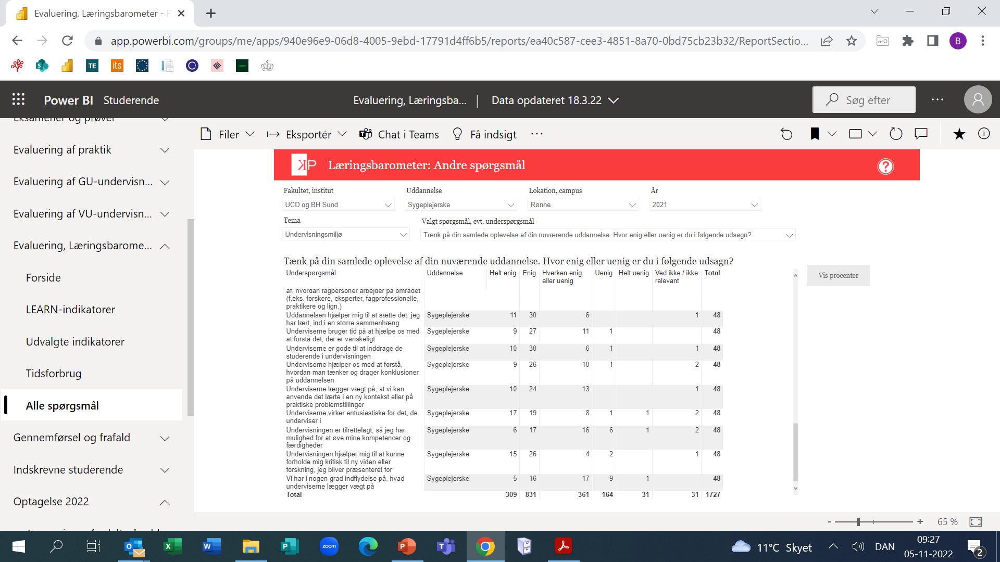 Evaluering, Læringsbarometer - P
app.powerbi.com/groups/me/apps/940e96e9-06d8-4005-9ebd-17791d4ff6b5/reports/ea40c587-cee3-4851-8a70-0bd75cb23b32/ReportSectio...
B
S
TE
its
Power BI Studerende
Evaluering, Læringsba... | Data opdateret 18.3.22
Søg efter
Eksamener og prøver
Evaluering af praktik
Evaluering af GU-undervisn...
Evaluering af VU-undervisn...
Evaluering, Læringsbarome...
Forside
LEARN-indikatorer
Udvalgte indikatorer
Tidsforbrug
Alle spørgsmål
Gennemførsel og frafald
Indskrevne studerende
Optagelse 2022
Filer Eksportér Chat i Teams Få indsigt
KP Læringsbarometer: Andre spørgsmål ?
Fakultet, institut Uddannelse Lokation, campus År
UCD og BH Sund Sygeplejerske Rønne 2021
Tema Valgt spørgsmål, evt. underspørgsmål
Undervisningsmiljø Tænk på din samlede oplevelse af din nuværende uddannelse. Hvor enig eller uenig er du i følgende udsagn?
Tænk på din samlede oplevelse af din nuværende uddannelse. Hvor enig eller uenig er du i følgende udsagn?
Underspørgsmål Uddannelse Helt enig Enig Hverken enig Uenig Helt uenig Ved ikke / ikke Total
eller uenig relevant
Vis procenter
af, hvordan fagpersoner arbejder på området
(f.eks. forskere, eksperter, fagprofessionelle,
praktikere og lign.)
Uddannelsen hjælper mig til at sætte det, jeg Sygeplejerske 11 30 6 1 48
har lært, ind i en større sammenhæng
Underviserne bruger tid på at hjælpe os med Sygeplejerske 9 27 11 1 48
at forstå det, der er vanskeligt
Underviserne er gode til at inddrage de Sygeplejerske 10 30 6 1 1 48
studerende i undervisningen
Underviserne hjælper os med at forstå, Sygeplejerske 9 26 10 1 2 48
hvordan man tænker og drager konklusioner
på uddannelsen
Underviserne lægger vægt på, at vi kan Sygeplejerske 10 24 13 1 48
anvende det lærte i en ny kontekst eller på
praktiske problemstillinger
Underviserne virker entusiastiske for det, de Sygeplejerske 17 19 8 1 1 2 48
underviser i
Undervisningen er tilrettelagt, så jeg har Sygeplejerske 6 17 16 6 1 2 48
mulighed for at øve mine kompetencer og
færdigheder
Undervisningen hjælper mig til at kunne Sygeplejerske 15 26 4 2 1 48
forholde mig kritisk til ny viden eller
forskning, jeg bliver præsenteret for
Vi har i nogen grad indflydelse på, hvad Sygeplejerske 5 16 17 9 1 48
underviserne lægger vægt på
Total 309 831 361 164 31 31 1727
- + 65 %
zoom
11°C Skyet
DAN
09:27
05-11-2022
2